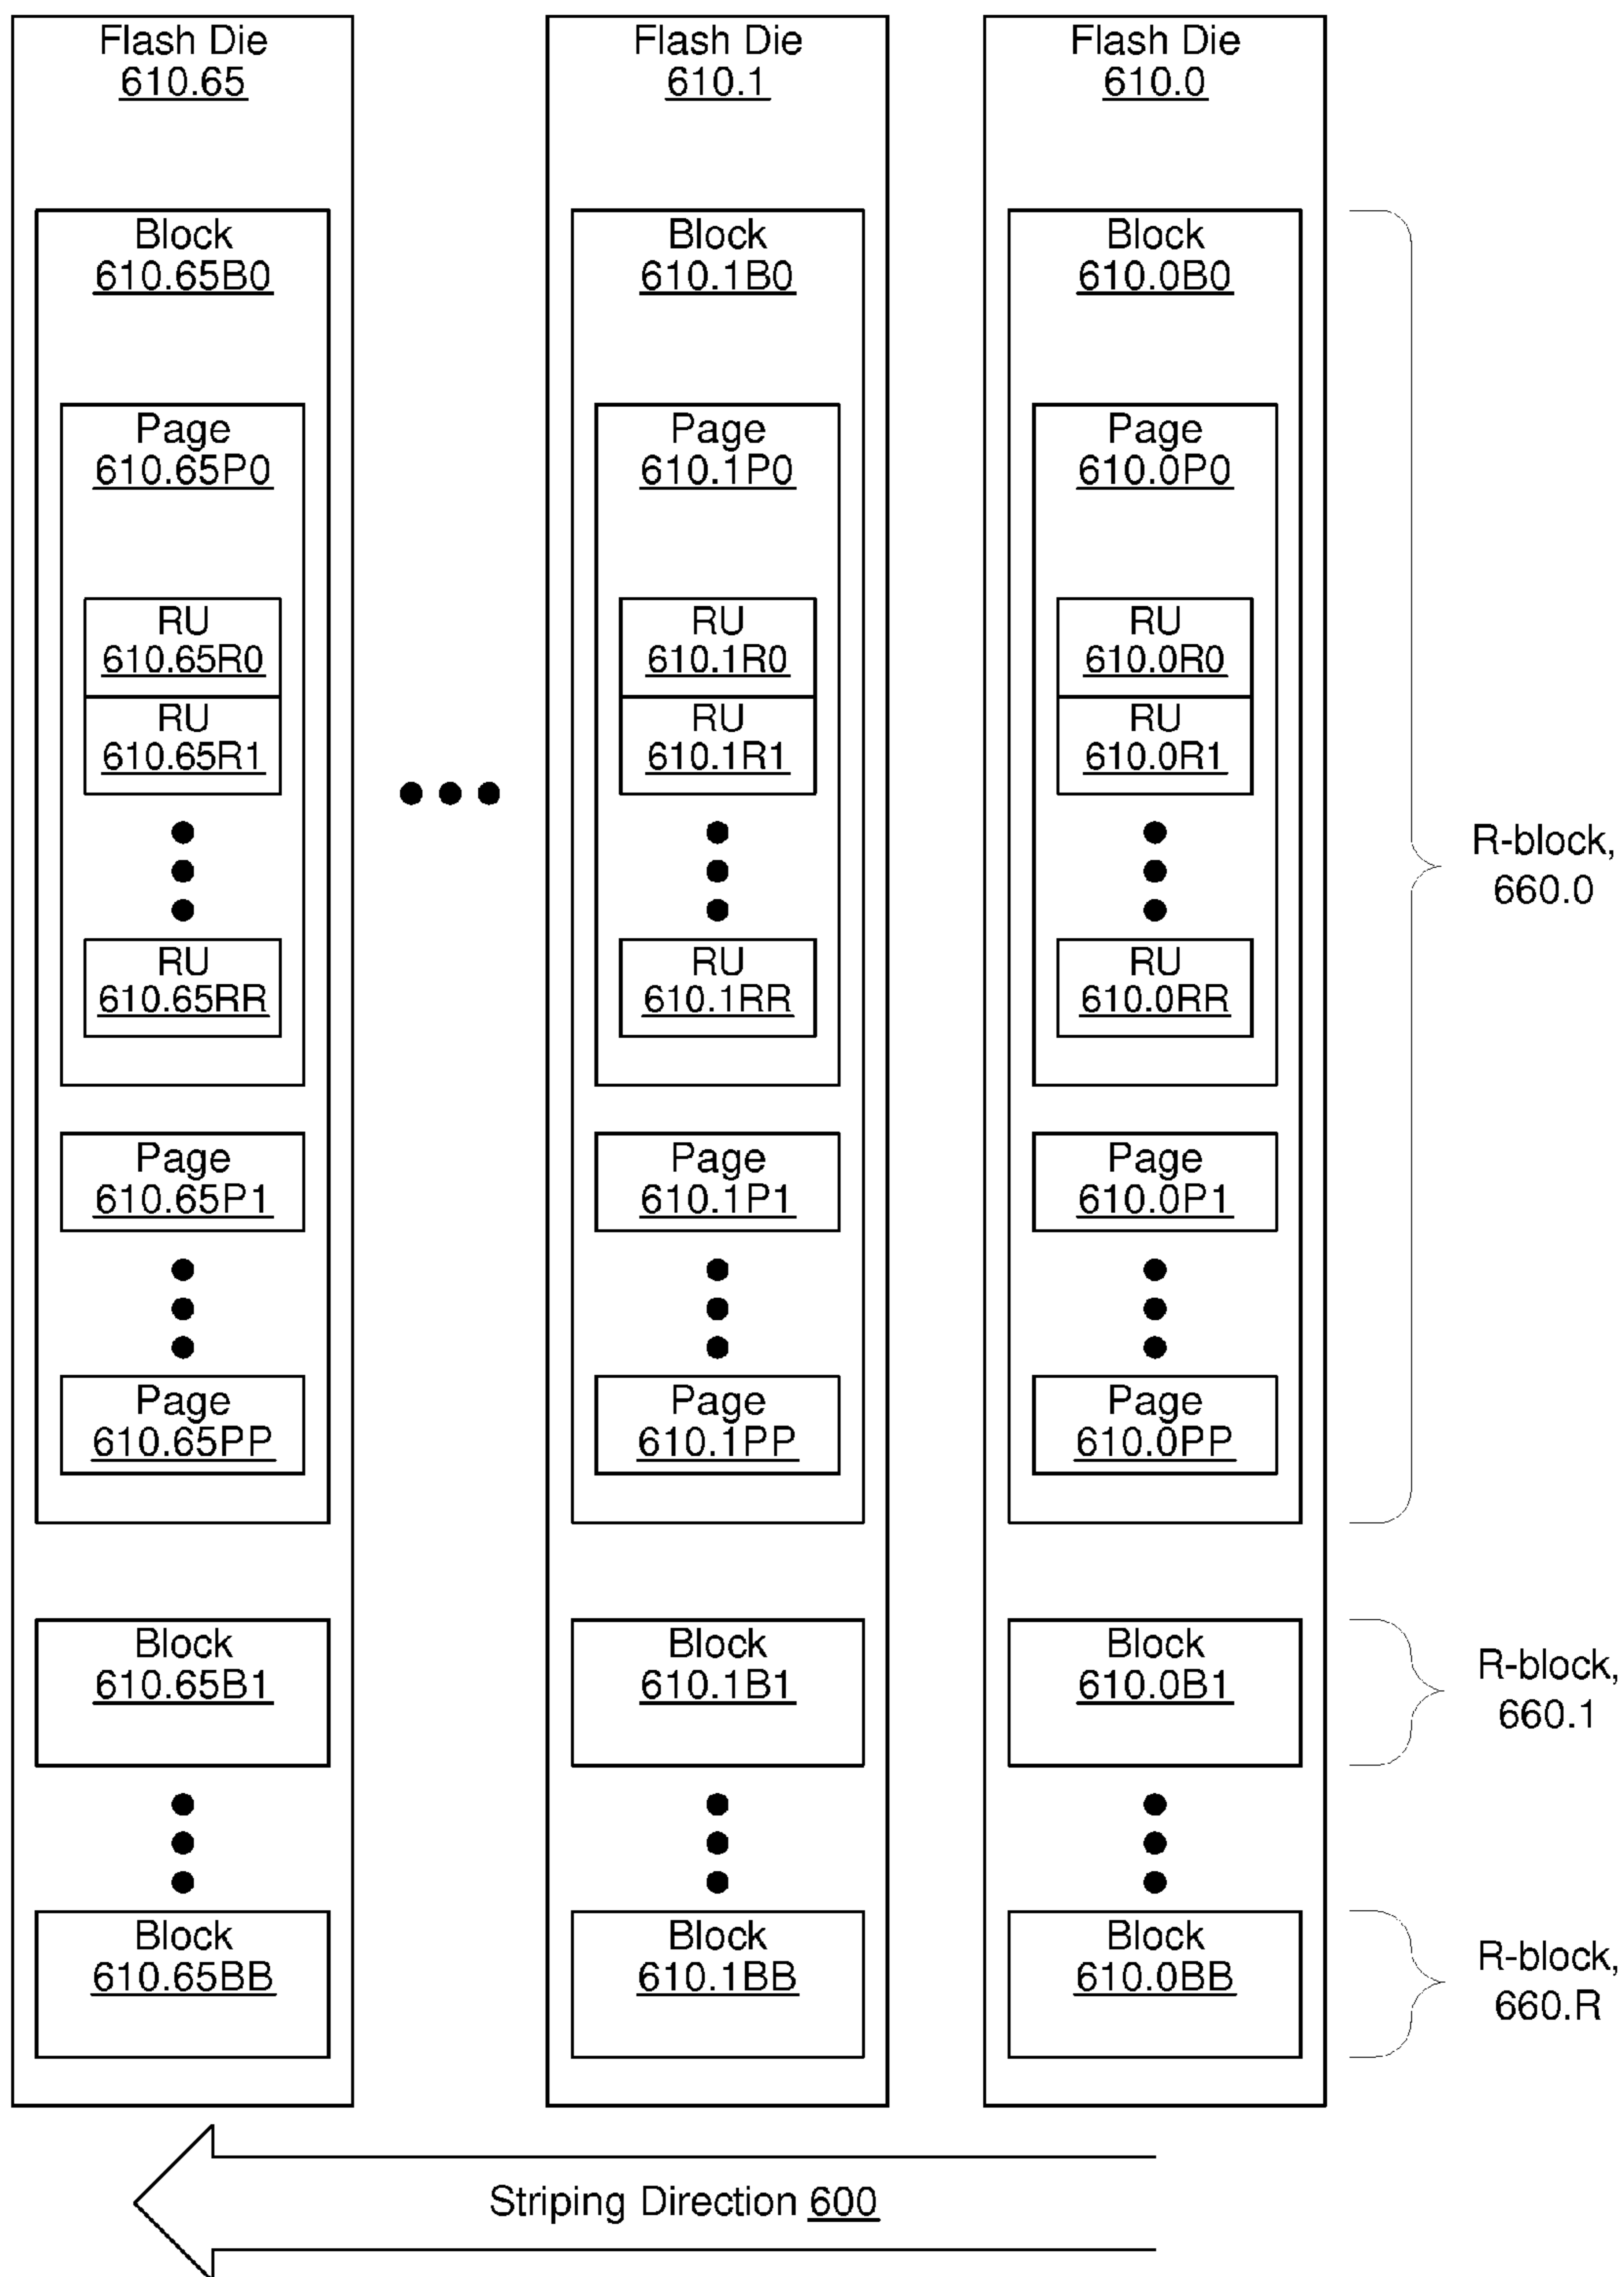 Flash Die
610.65
Flash Die
610.1
Flash Die
610.0
Block
610.65B0
Block
610.1B0
Block
610.0B0
Page
610.65P0
Page
610.1P0
Page
610.0P0
RU
610.65R0
RU
610.1R0
RU
610.0R0
RU
610.65R1
RU
610.1R1
RU
610.0R1
R-block,
660.0
RU
610.65RR
RU
610.1RR
RU
610.0RR
Page
610.65P1
Page
610.1P1
Page
610.0P1
Page
610.65PP
Page
610.1PP
Page
610.0PP
Block
610.65B1
Block
610.1B1
Block
610.0B1
R-block,
660.1
Block
610.65BB
Block
610.1BB
Block
610.0BB
R-block,
660.R
Striping Direction 600